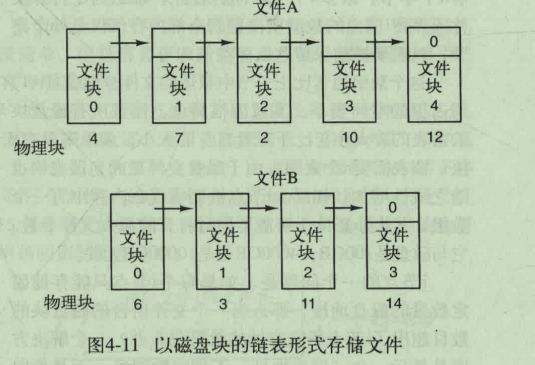 文件A
0
文件 文件 文件 文件 文件
块 块 块 块 块
0 1 2 3 4
物理块 4 7 2 10 12
文件B
0
文件 文件 文件 文件
块 块 块 块
0 1 2 3
物理块 6 3 11 14
图4-11 以磁盘块的链表形式存储文件